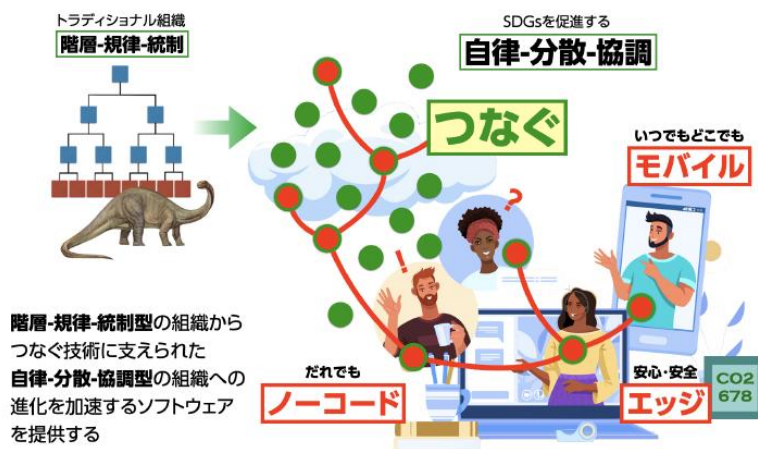 トラディショナル組織
階層-規律-統制
SDGsを促進する
自律-分散-協調
つなぐ
いつでもどこでも
モバイル
?
!
階層-規律-統制型の組織から
つなぐ技術に支えられた
自律-分散-協調型の組織への
進化を加速するソフトウェア
を提供する
だれでも
ノーコード
安心・安全
エッジ
CO2
678